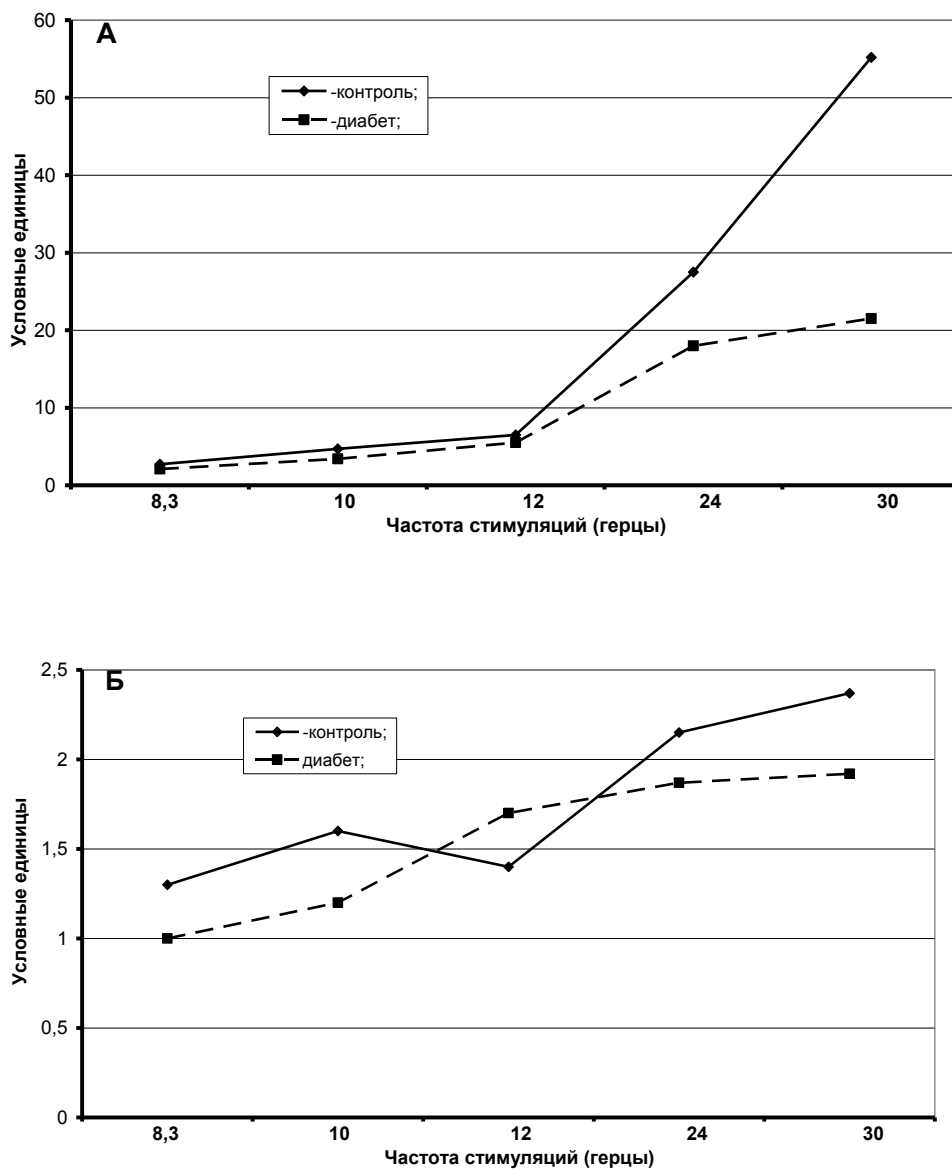 А
60
50
40
30
20
10
0
Условные единицы
-контроль;
-диабет;
8,3 10 12 24 30
Частота стимуляций (герцы)
Б
2,5
2
1,5
1
0,5
0
Условные единицы
-контроль;
диабет;
8,3 10 12 24 30
Частота стимуляций (герцы)